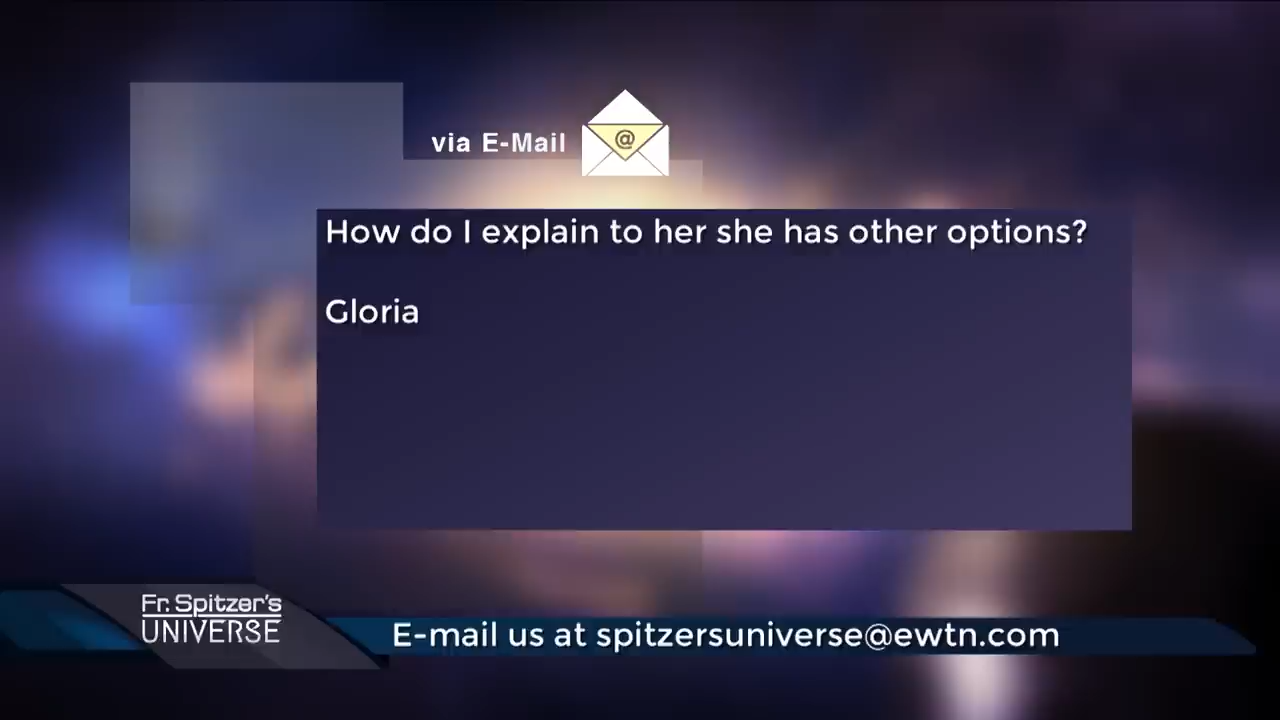 via E-Mail
@
How do I explain to her she has other options?
Gloria
Fr. Spitzer's
UNIVERSE
E-mail us at spitzersuniverse@ewtn.com